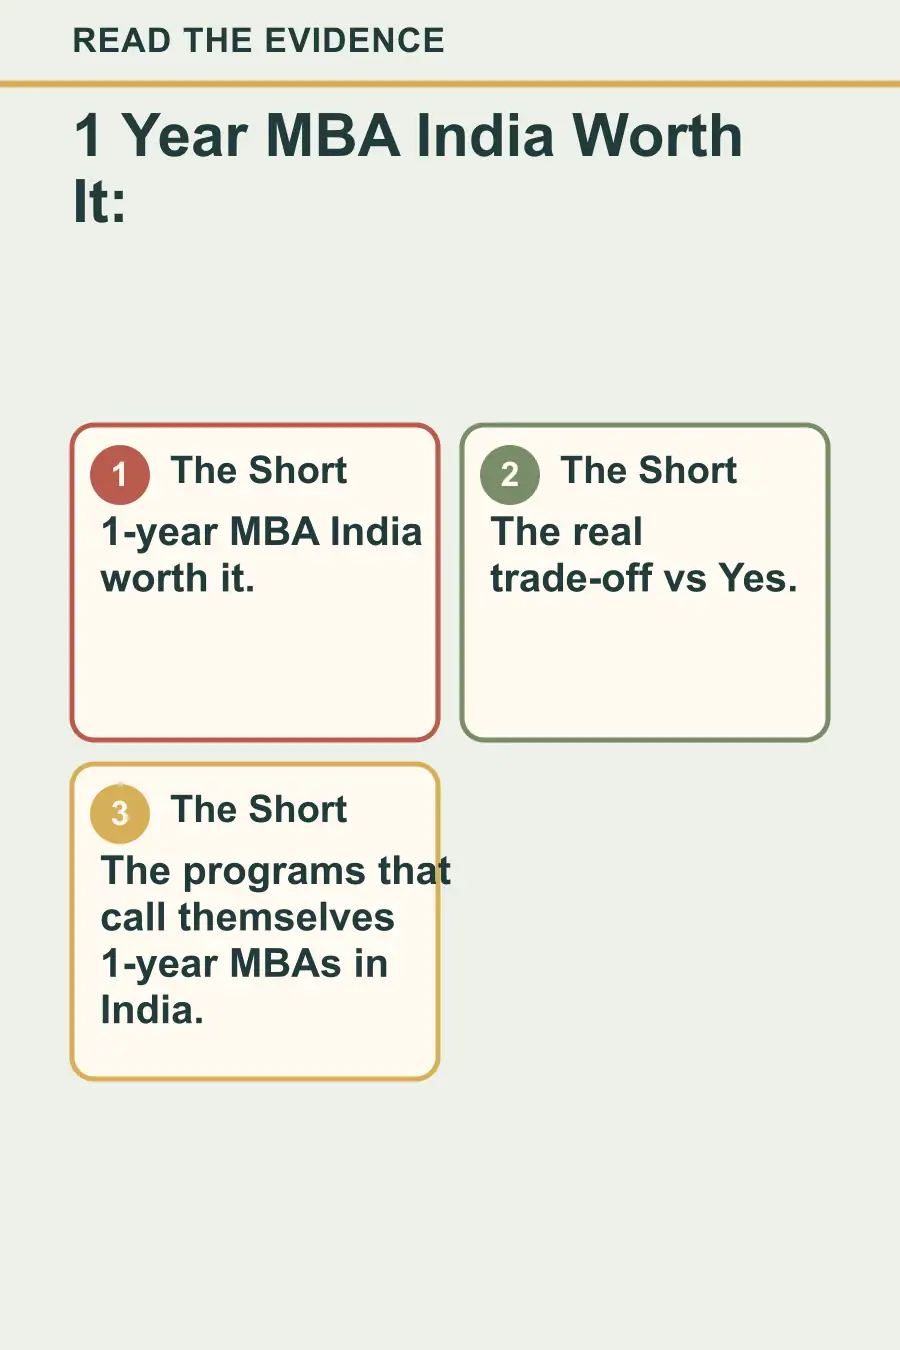 READ THE EVIDENCE
1 Year MBA India Worth
It:
1 The Short
1-year MBA India
worth it.
2 The Short
The real
trade-off vs Yes.
3 The Short
The programs that
call themselves
1-year MBAs in
India.